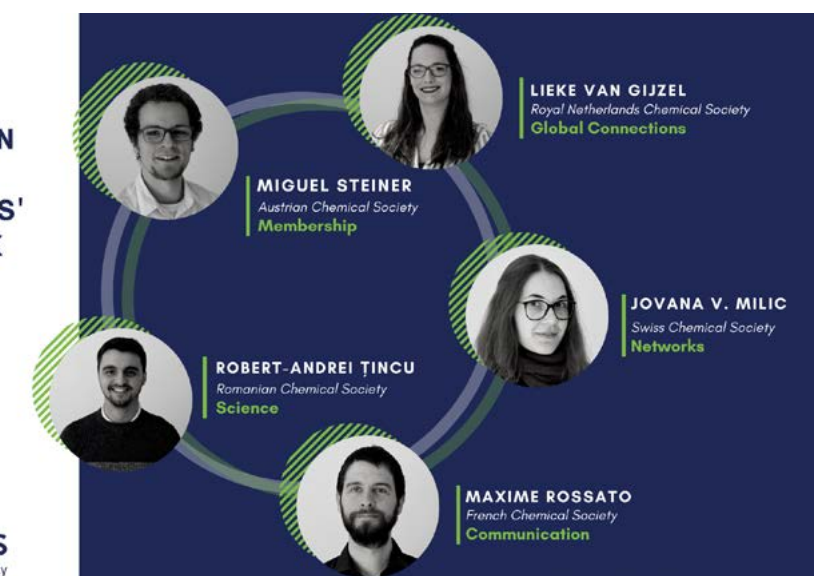 N
S'
S
y
LIEKE VAN GIJZEL
Royal Netherlands Chemical Society
Global Connections
MIGUEL STEINER
Austrian Chemical Society
Membership
JOVANA V. MILIC
Swiss Chemical Society
Networks
ROBERT-ANDREI ȚINCU
Romanian Chemical Society
Science
MAXIME ROSSATO
French Chemical Society
Communication